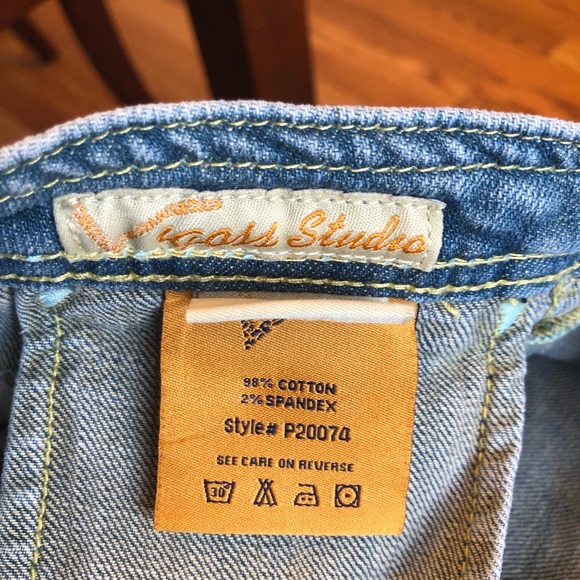 Vigoss Studio
98% COTTON
2% SPANDEX
Style# P20074
SEE CARE ON REVERSE
30°